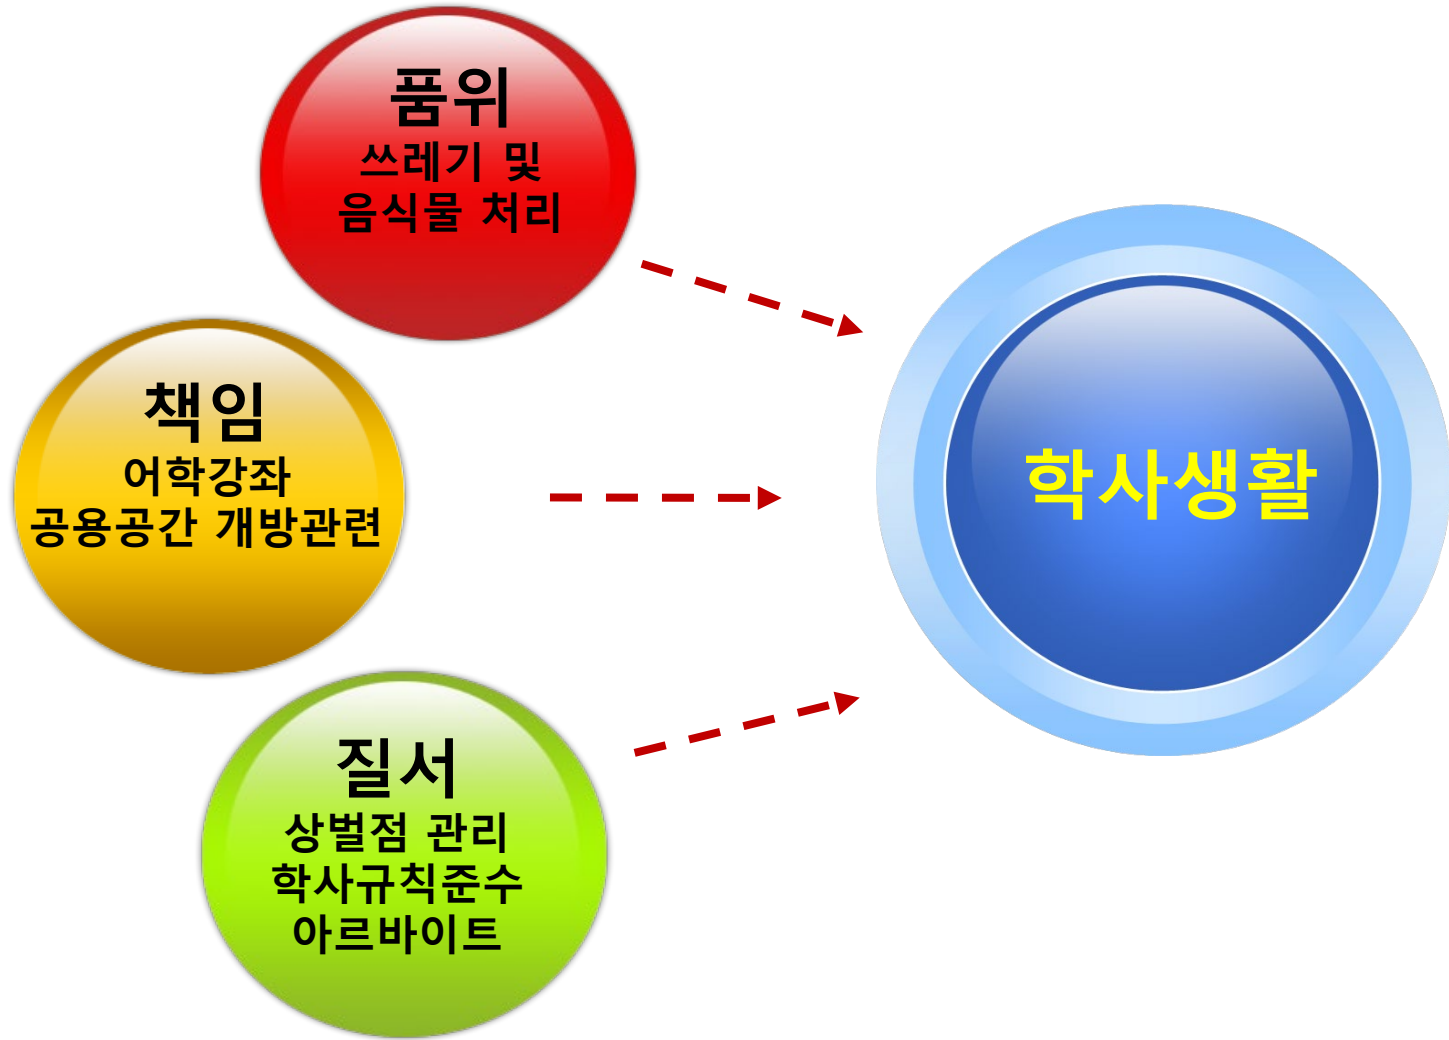 품위
쓰레기 및
음식물 처리
책임
어학강좌
공용공간 개방관련
학사생활
질서
상벌점 관리
학사규칙준수
아르바이트